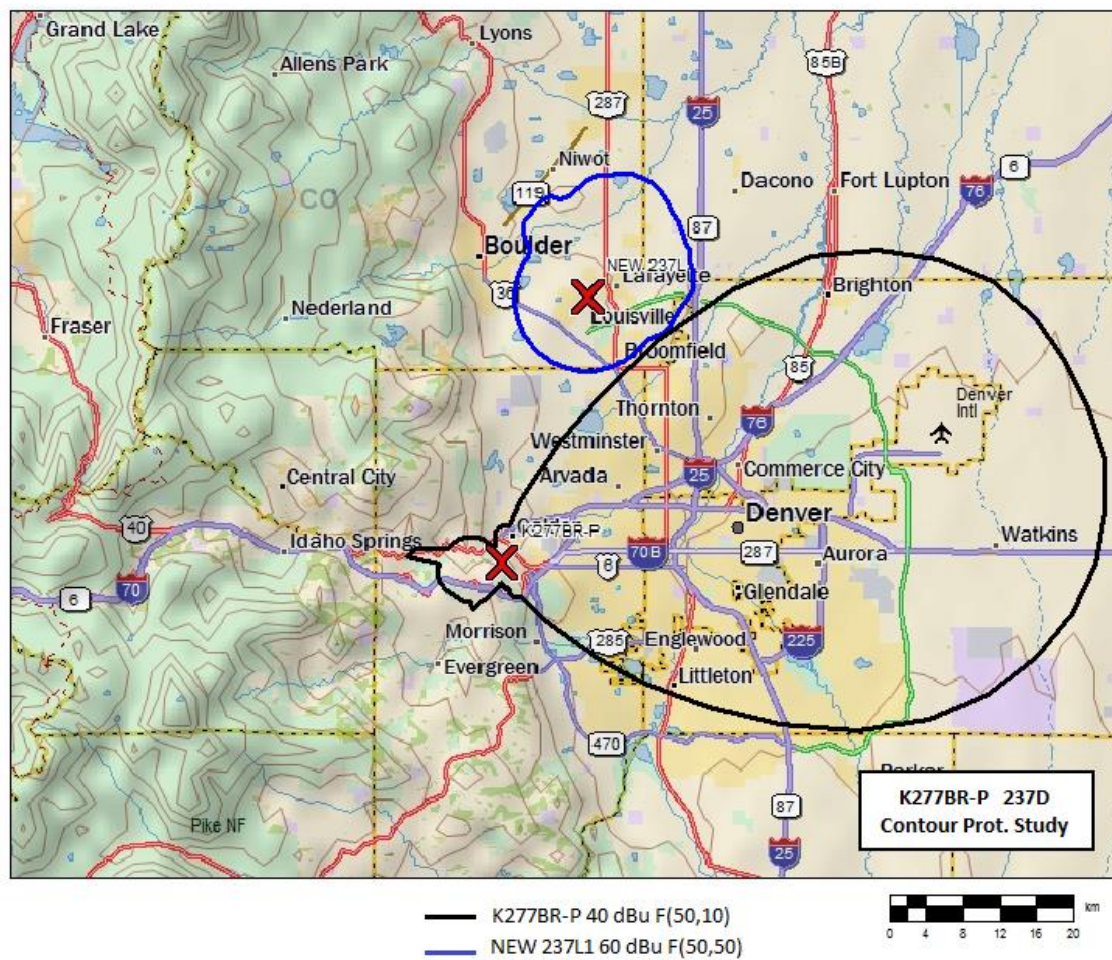 Grand Lake
Lyons
Allens Park
85B
287
25
Niwot
6
119
Dacono
Fort Lupton
76
CO
87
Boulder
NEW 237L
Lafayette
36
Brighton
Nederland
Louisville
Fraser
Broomfield
85
Denver
Intl
Thornton
76
Westminster
Central City
Arvada
25
Commerce City
Denver
40
K277BR-P
Watkins
Idaho Springs
70B
287
6
Aurora
70
6
Glendale
Morrison
285
Englewood
225
Evergreen
Littleton
470
Parker
K277BR-P 237D
Contour Prot. Study
87
Pike NF
25
K277BR-P 40 dBu F(50,10)
NEW 237L1 60 dBu F(50,50)
km
0 4 8 12 16 20